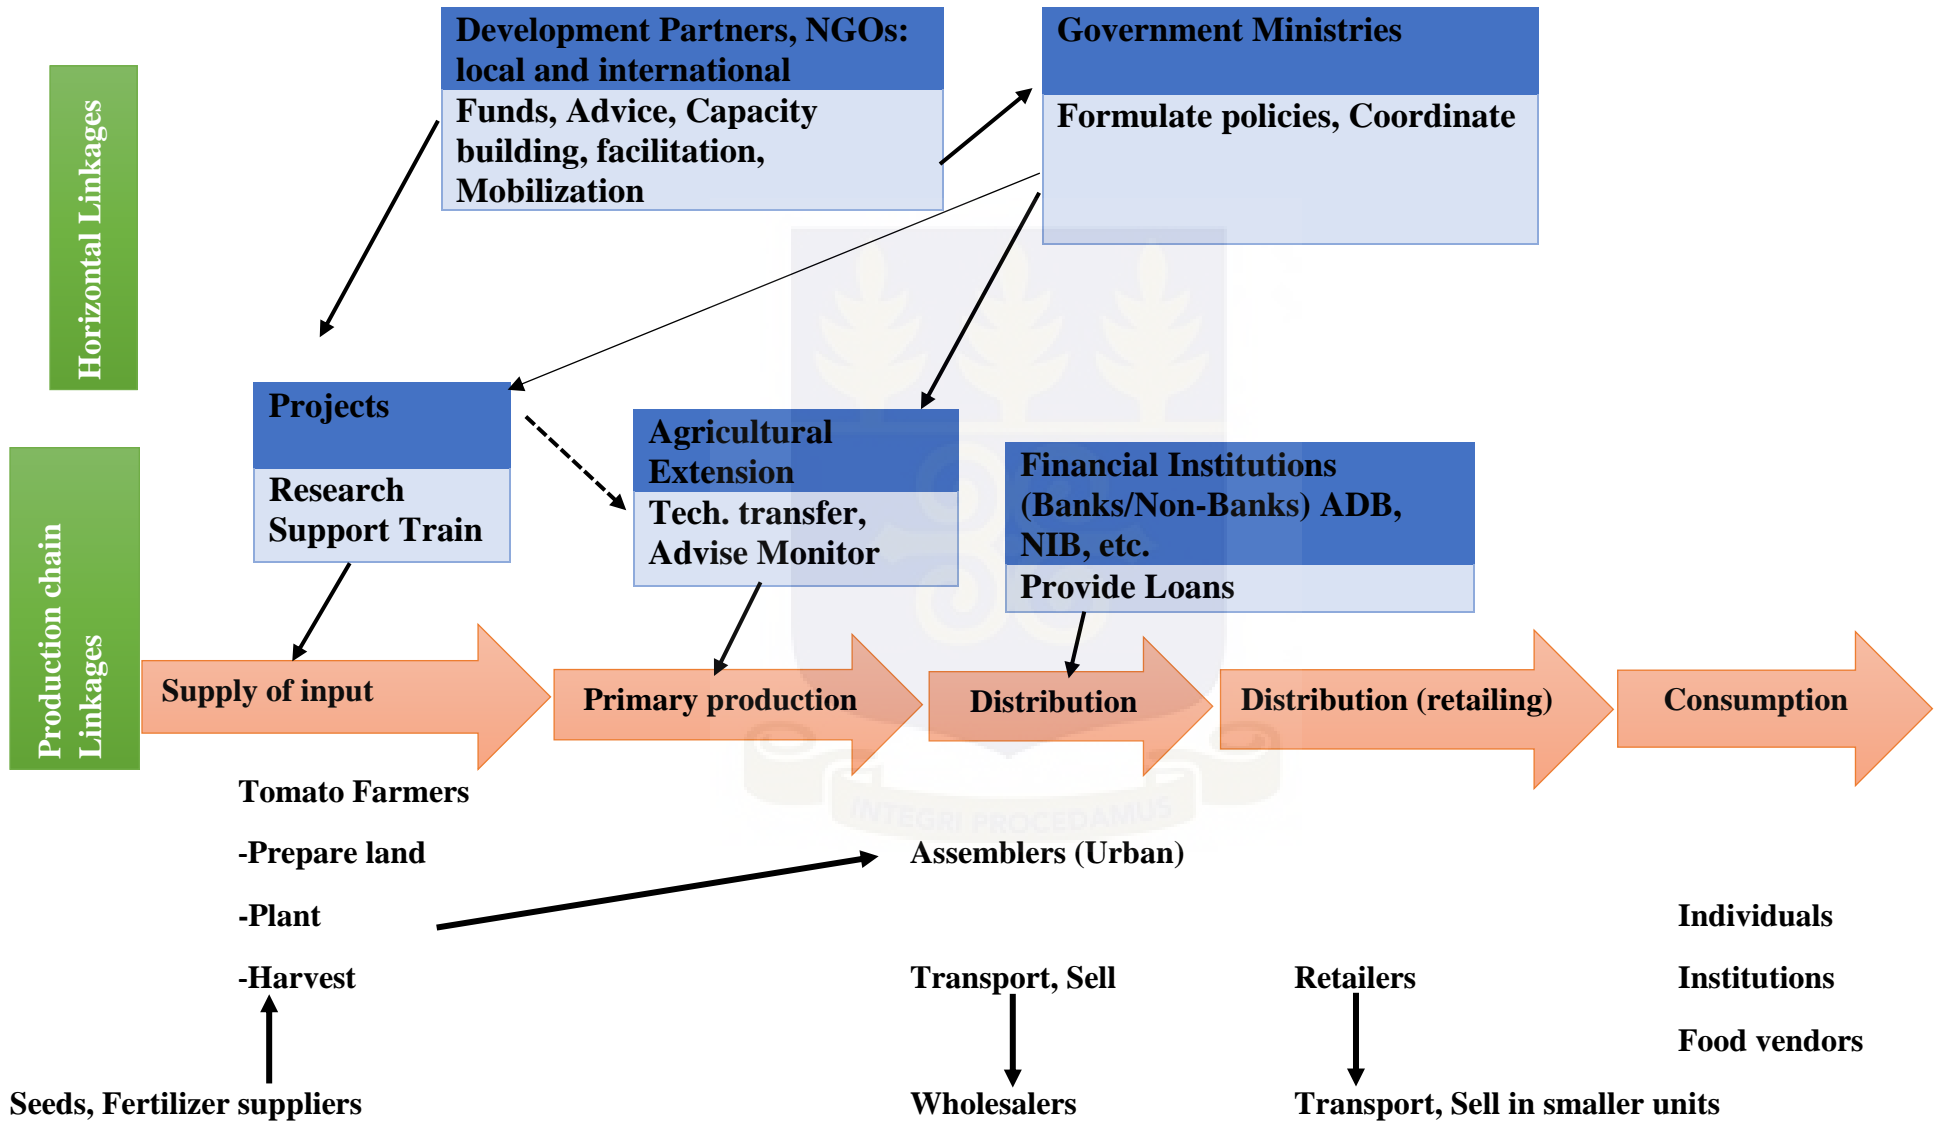 Development Partners, NGOs:
local and international
Funds, Advice, Capacity
building, facilitation,
Mobilization
Government Ministries
Formulate policies, Coordinate
Horizontal Linkages
Projects
Research
Support Train
Agricultural
Extension
Tech. transfer,
Advise Monitor
Financial Institutions
(Banks/Non-Banks) ADB,
NIB, etc.
Provide Loans
Production chain
Linkages
Supply of input
Primary production
Distribution
Distribution (retailing)
Consumption
Tomato Farmers
-Prepare land
-Plant
-Harvest
Seeds, Fertilizer suppliers
INTEGRI PROCEDAMUS
Assemblers (Urban)
Transport, Sell
Wholesalers
Retailers
Transport, Sell in smaller units
Individuals
Institutions
Food vendors